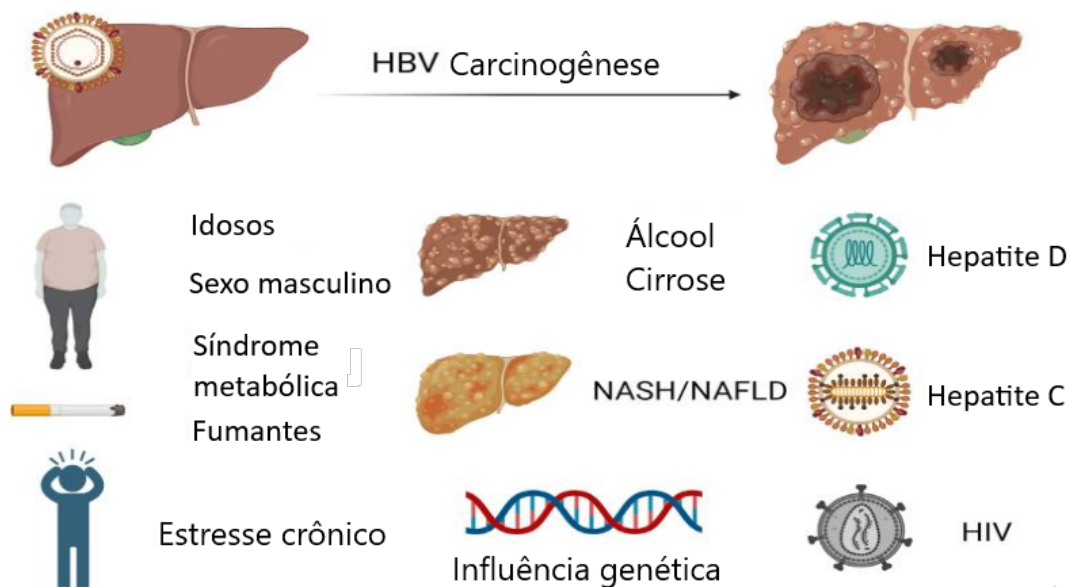 HBV Carcinogênese
Idosos
Sexo masculino
Síndrome
metabólica
Fumantes
Estresse crônico
Álcool
Cirrose
NASH/NAFLD
Influência genética
Hepatite D
Hepatite C
HIV